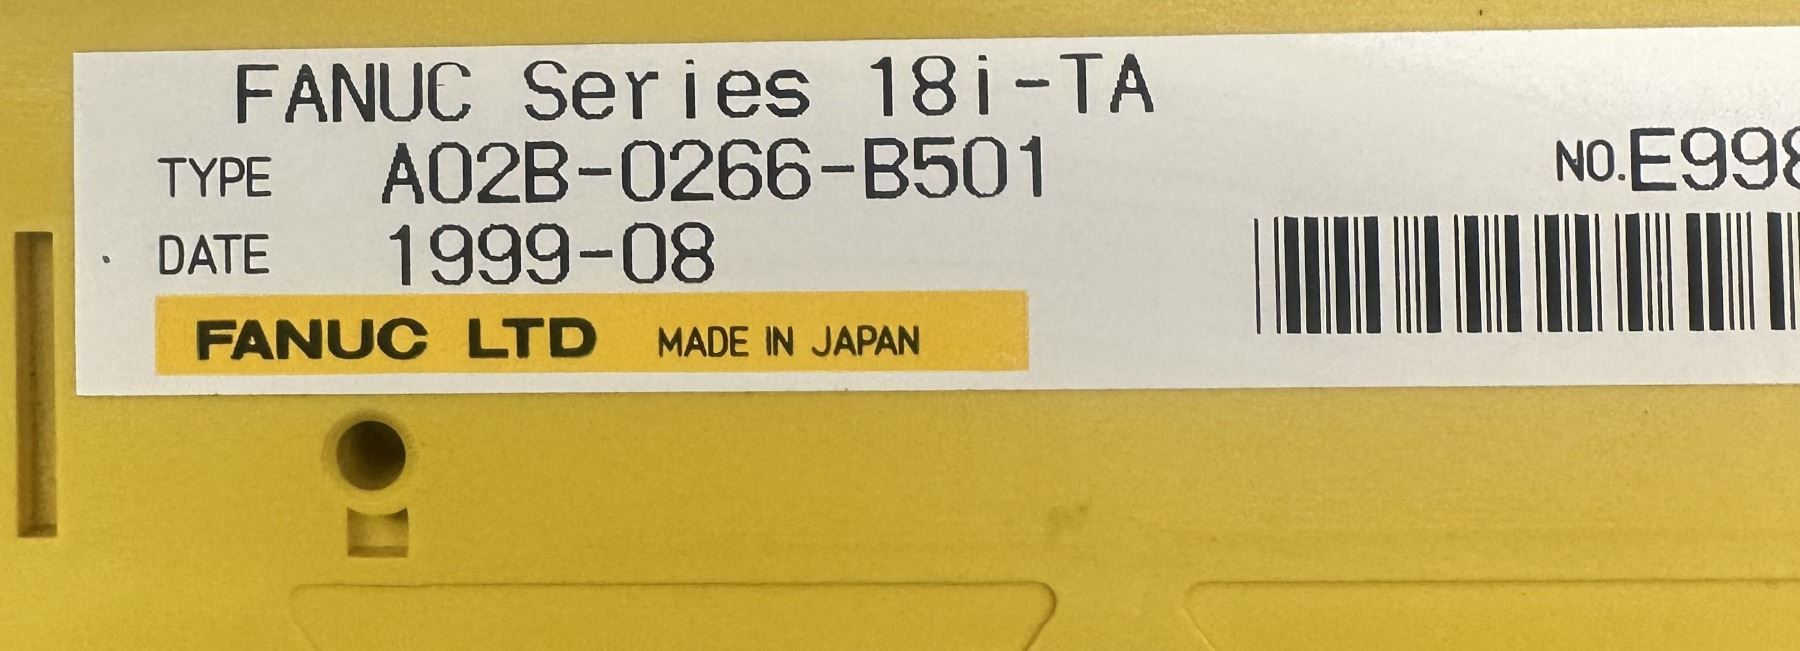 FANUC Series 18i-TA
TYPE A02B-0266-B501
NO.E998
DATE 1999-08
FANUC LTD MADE IN JAPAN